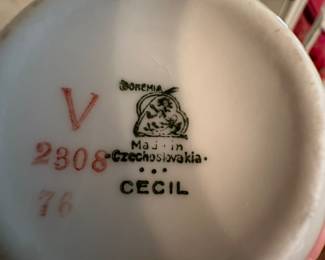 V
2308
76
BOHEMIA
Made in
•Czechoslovakia•
•••
CECIL